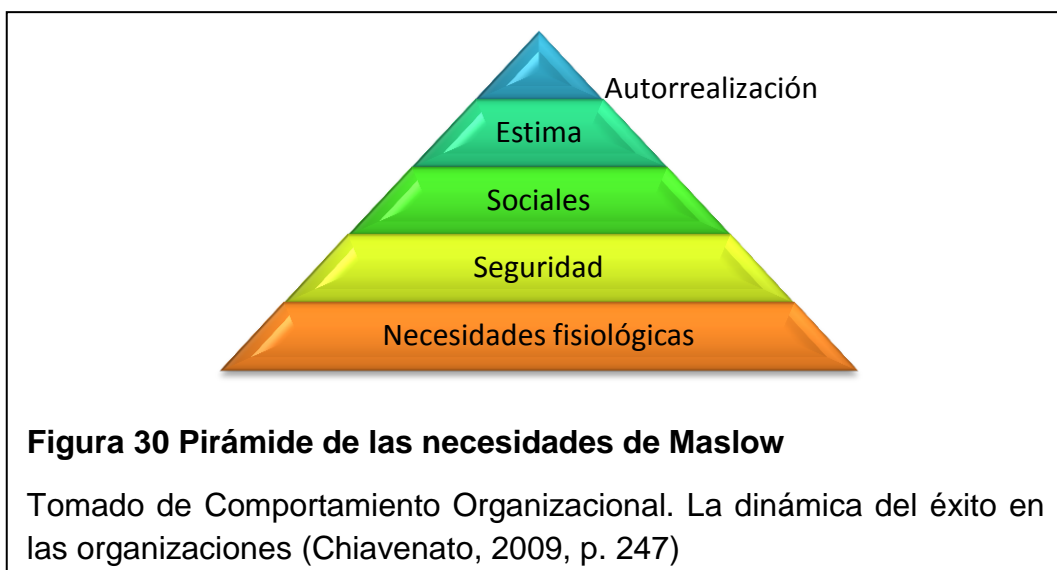 Autorrealización
Estima
Sociales
Seguridad
Necesidades fisiológicas
Figura 30 Pirámide de las necesidades de Maslow
Tomado de Comportamiento Organizacional. La dinámica del éxito en
las organizaciones (Chiavenato, 2009, p. 247)